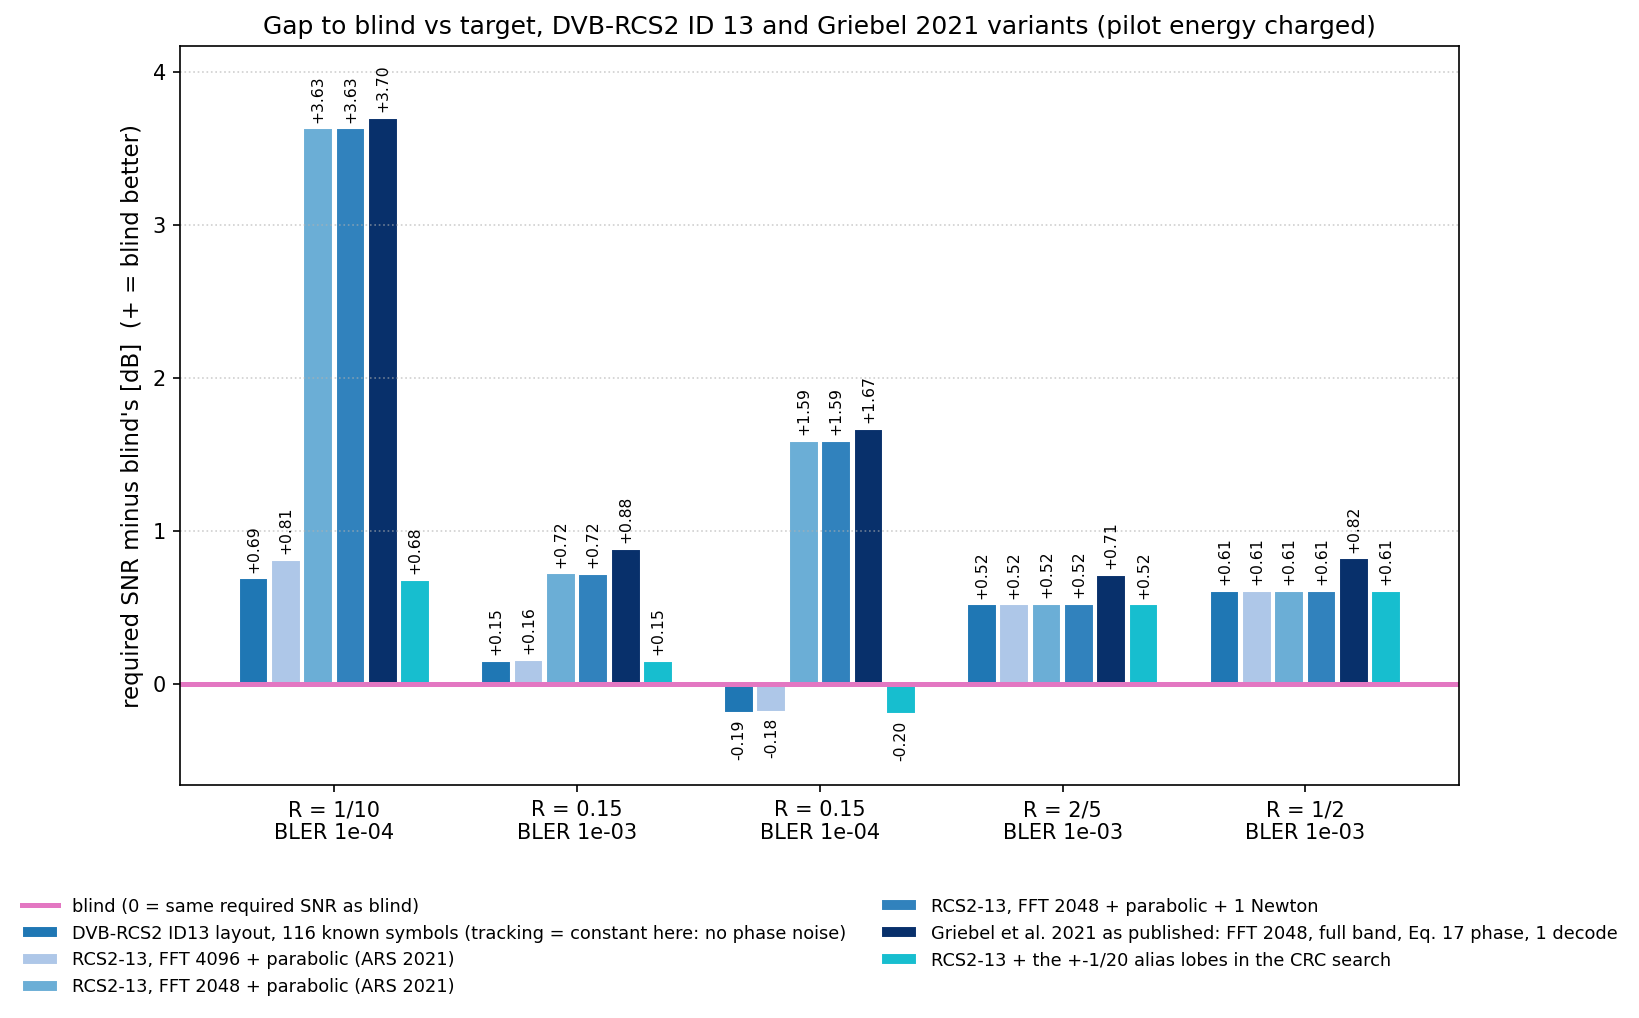 Gap to blind vs target, DVB-RCS2 ID 13 and Griebel 2021 variants (pilot energy charged)
required SNR minus blind's [dB]  (+ = blind better)
4
3
2
1
0
+0.69
+0.81
+3.63
+3.63
+3.70
+0.68
+0.15
+0.16
+0.72
+0.72
+0.88
+0.15
-0.19
-0.18
+1.59
+1.59
+1.67
-0.20
+0.52
+0.52
+0.52
+0.52
+0.71
+0.52
+0.61
+0.61
+0.61
+0.61
+0.82
+0.61
R = 1/10
BLER 1e-04
R = 0.15
BLER 1e-03
R = 0.15
BLER 1e-04
R = 2/5
BLER 1e-03
R = 1/2
BLER 1e-03
blind (0 = same required SNR as blind)
DVB-RCS2 ID13 layout, 116 known symbols (tracking = constant here: no phase noise)
RCS2-13, FFT 4096 + parabolic (ARS 2021)
RCS2-13, FFT 2048 + parabolic (ARS 2021)
RCS2-13, FFT 2048 + parabolic + 1 Newton
Griebel et al. 2021 as published: FFT 2048, full band, Eq. 17 phase, 1 decode
RCS2-13 + the +-1/20 alias lobes in the CRC search